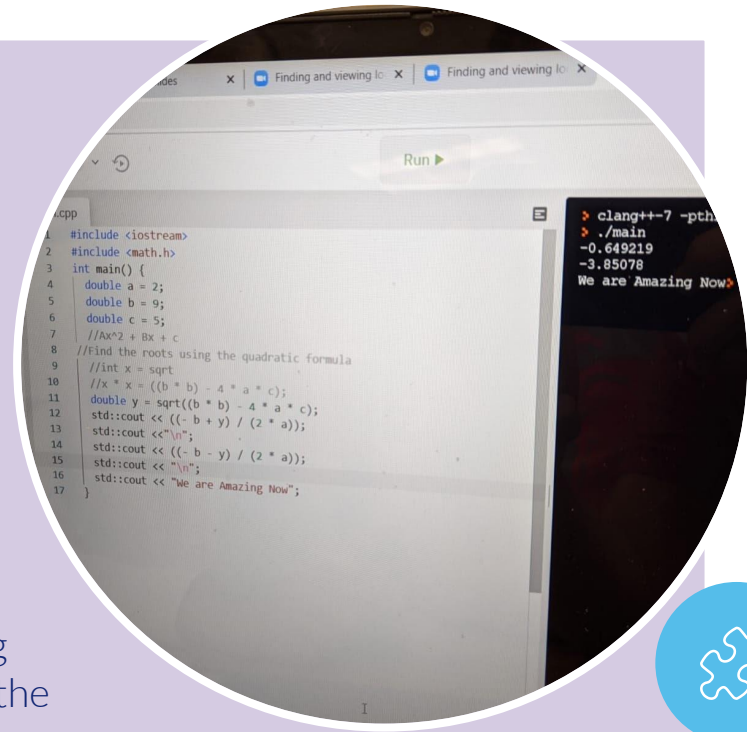 Finding and viewing lo
Finding and viewing lo
Run
.cpp
1 #include <iostream>
2 #include <math.h>
3 int main() {
4 double a = 2;
5 double b = 9;
6 double c = 5;
7 //Ax^2 + Bx + c
8 //Find the roots using the quadratic formula
9 //int x = sqrt
10 //x * x = ((b * b) - 4 * a * c);
11 double y = sqrt((b * b) - 4 * a * c);
12 std::cout << ((- b + y) / (2 * a));
13 std::cout <<"\n";
14 std::cout << ((- b - y) / (2 * a));
15 std::cout << "\n";
16 std::cout << "We are Amazing Now";
17 }
clang++-7 -pth
./main
-0.649219
-3.85078
We are Amazing Now
g
the